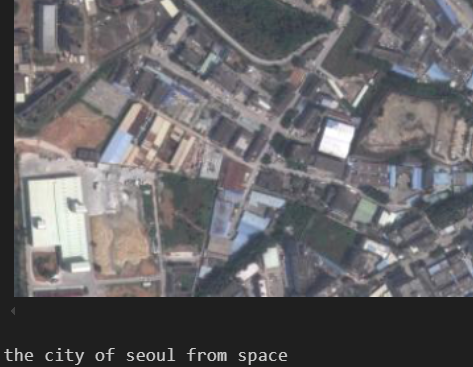 the city of seoul from space